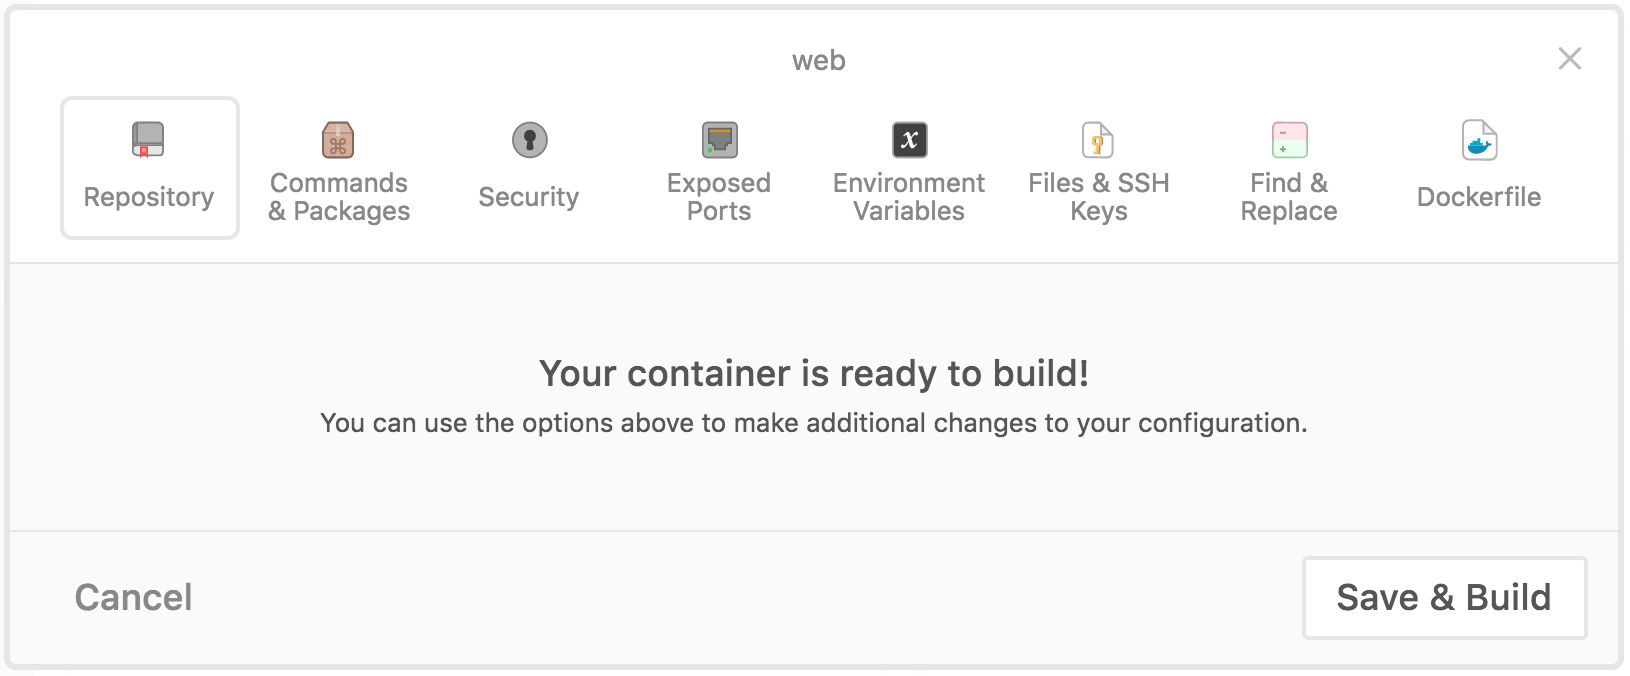 web
Repository
Commands
& Packages
Security
Exposed
Ports
x
Environment
Variables
Files & SSH
Keys
Find &
Replace
Dockerfile
Your container is ready to build!
You can use the options above to make additional changes to your configuration.
Cancel
Save & Build